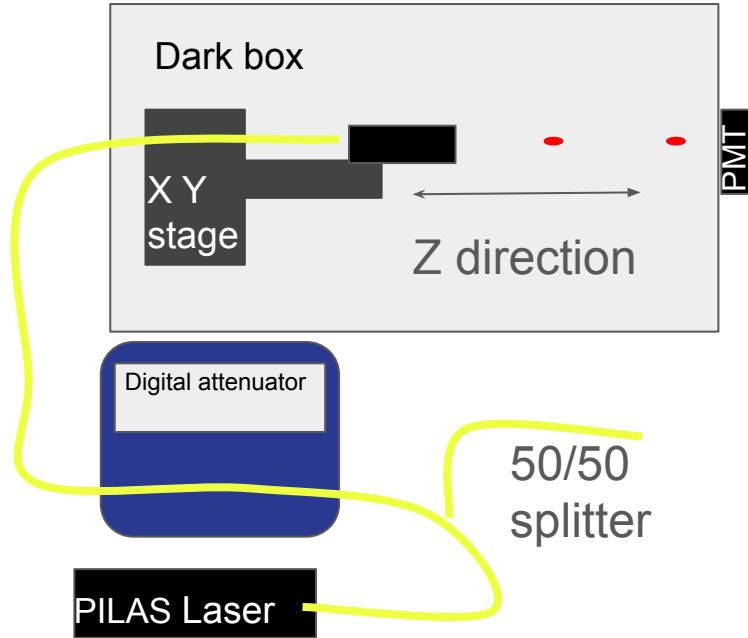 Dark box
X Y
stage
PMT
Z direction
Digital attenuator
50/50
splitter
PILAS Laser